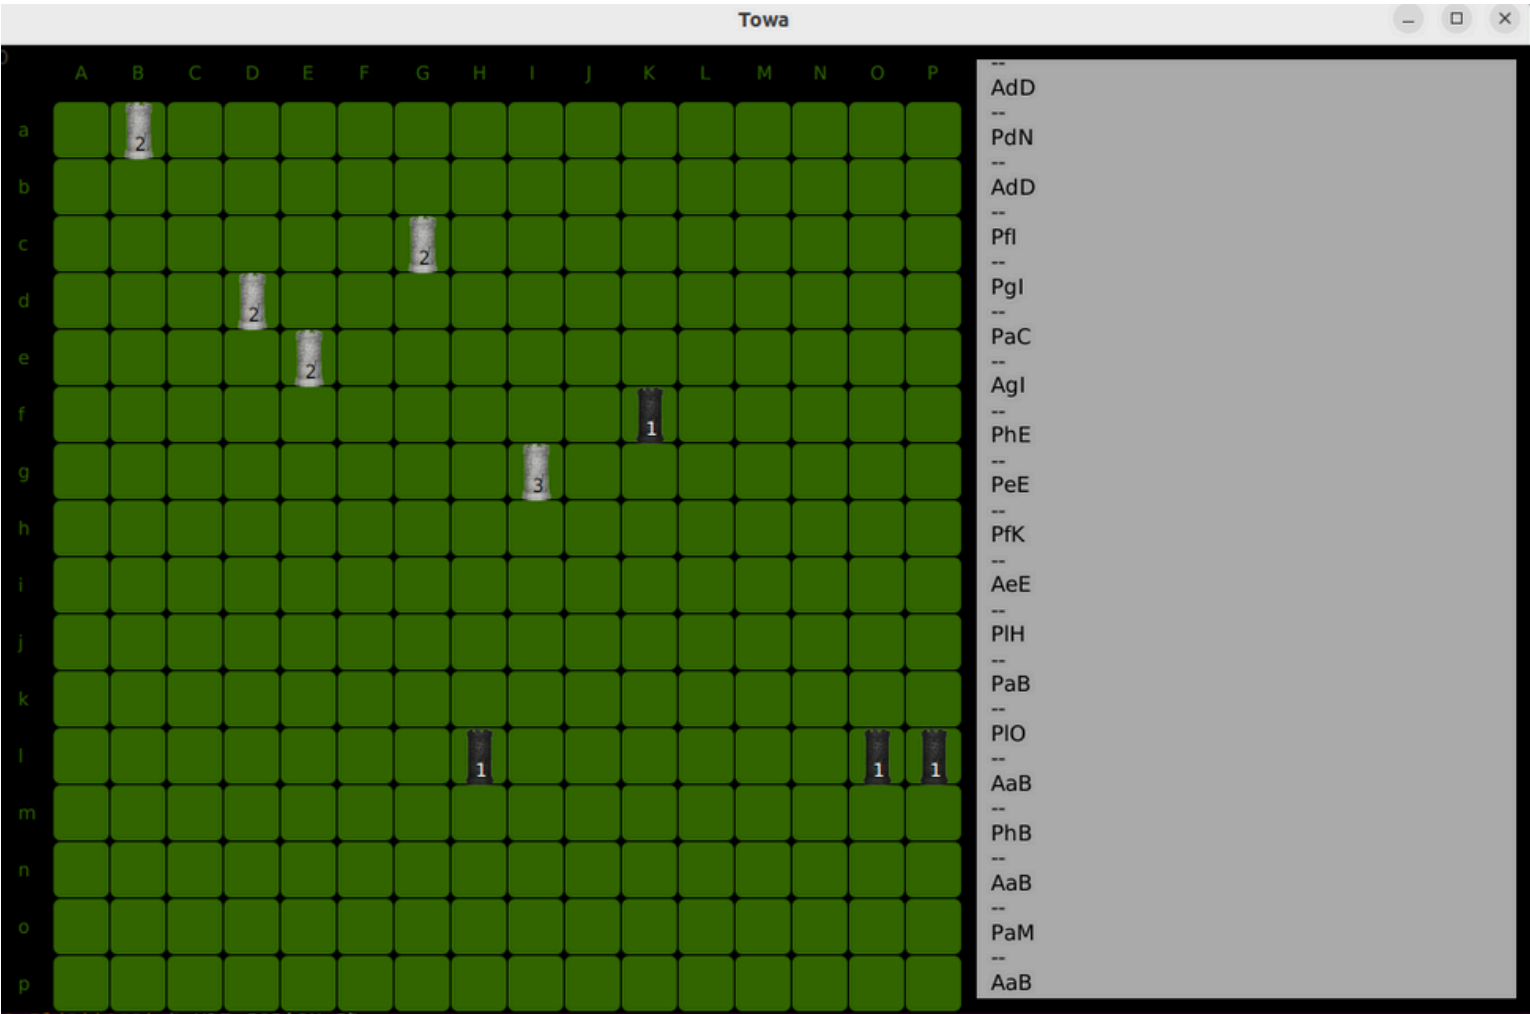 Towa
A B C D E F G H I J K L M N O P
a 2
b
c 2
d 2
e 2
f 1
g 3
h
i
j
k
l 1 1 1
m
n
o
p
--
AdD
--
PdN
--
AdD
--
PfI
--
PgI
--
PaC
--
AgI
--
PhE
--
PeE
--
PfK
--
AeE
--
PlH
--
PaB
--
PlO
--
AaB
--
PhB
--
AaB
--
PaM
--
AaB